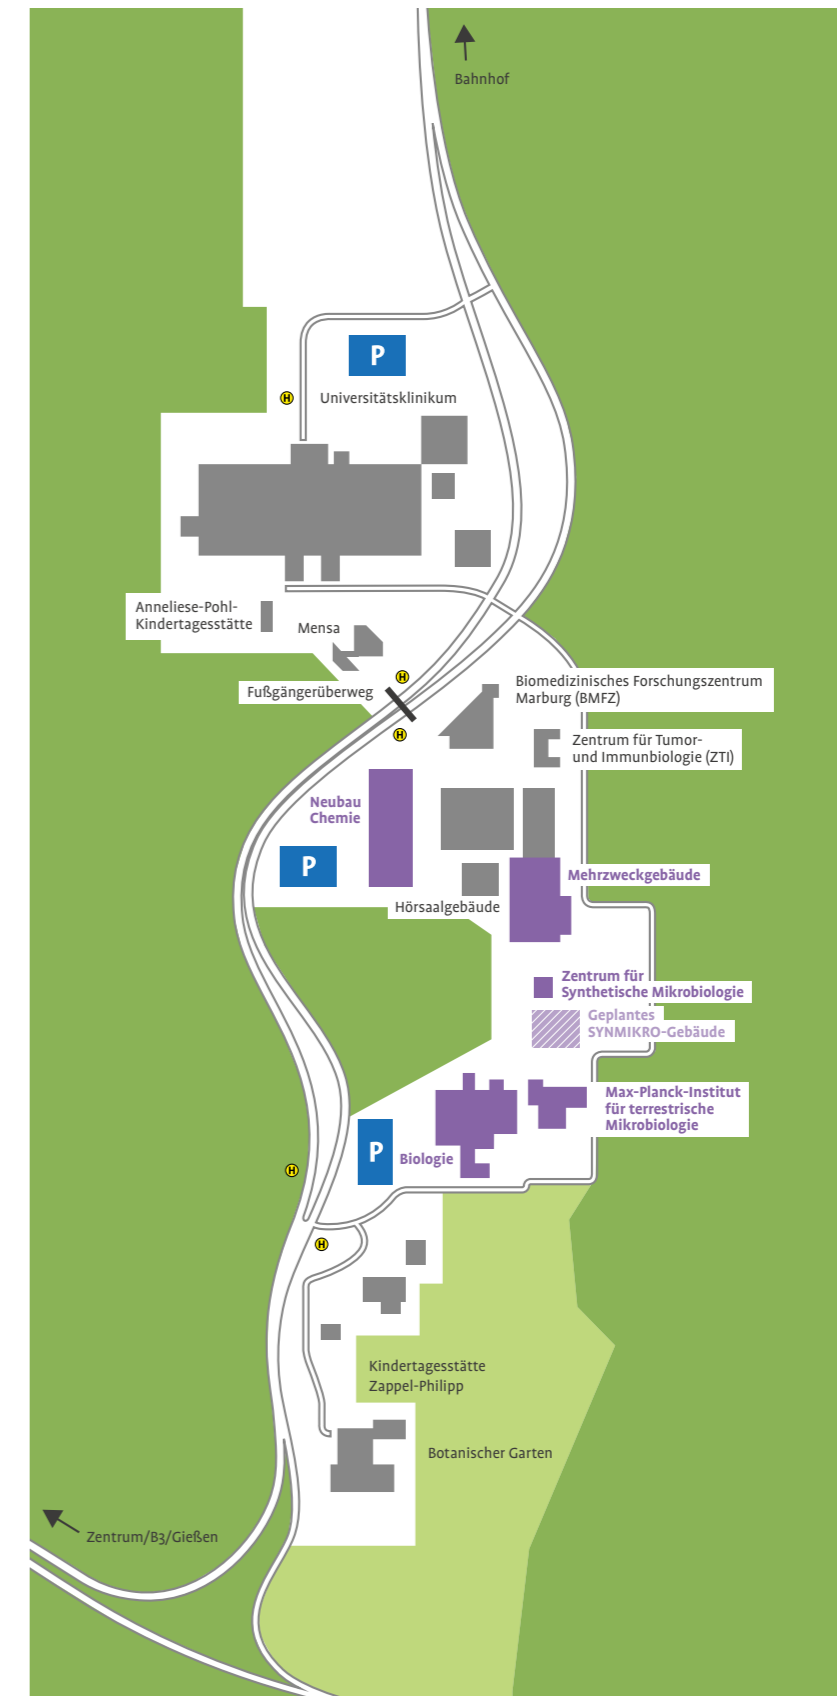 Bahnhof
P
H
Universitätsklinikum
Anneliese-Pohl-
Kindertagesstätte
Mensa
H
Fußgängerüberweg
Biomedizinisches Forschungszentrum
Marburg (BMFZ)
H
Zentrum für Tumor-
und Immunbiologie (ZTI)
Neubau
Chemie
P
Mehrzweckgebäude
Hörsaalgebäude
Zentrum für
Synthetische Mikrobiologie
Geplantes
SYNMIKRO-Gebäude
Max-Planck-Institut
für terrestrische
Mikrobiologie
P
Biologie
H
H
Kindertagesstätte
Zappel-Philipp
Botanischer Garten
Zentrum/B3/Gießen